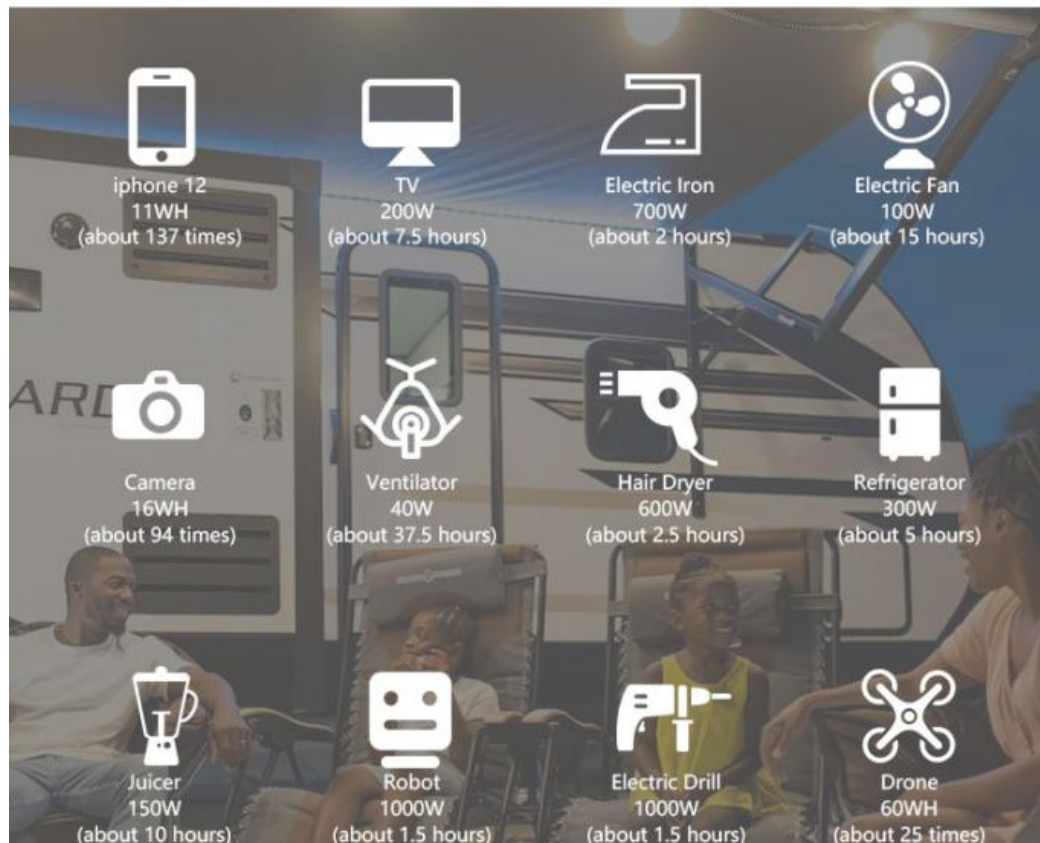 iphone 12
11WH
(about 137 times)
TV
200W
(about 7.5 hours)
Electric Iron
700W
(about 2 hours)
Electric Fan
100W
(about 15 hours)
ARD
Camera
16WH
(about 94 times)
Ventilator
40W
(about 37.5 hours)
Hair Dryer
600W
(about 2.5 hours)
Refrigerator
300W
(about 5 hours)
Juicer
150W
(about 10 hours)
Robot
1000W
(about 1.5 hours)
Electric Drill
1000W
(about 1.5 hours)
Drone
60WH
(about 25 times)